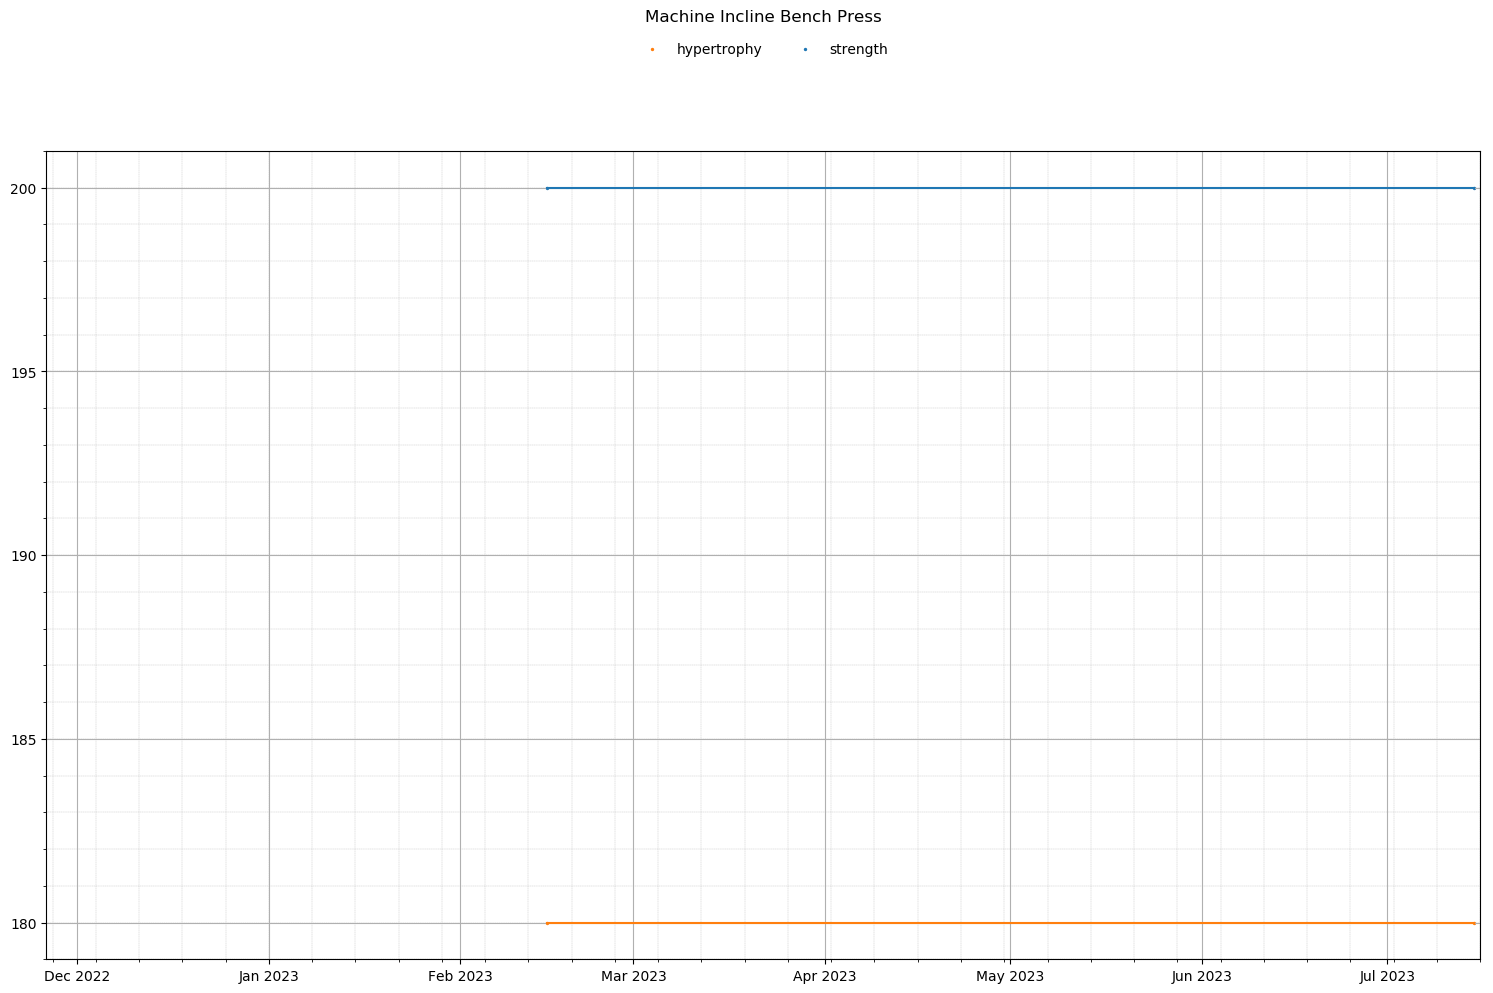 Machine Incline Bench Press
hypertrophy strength
200
195
190
185
180
Dec 2022 Jan 2023 Feb 2023 Mar 2023 Apr 2023 May 2023 Jun 2023 Jul 2023